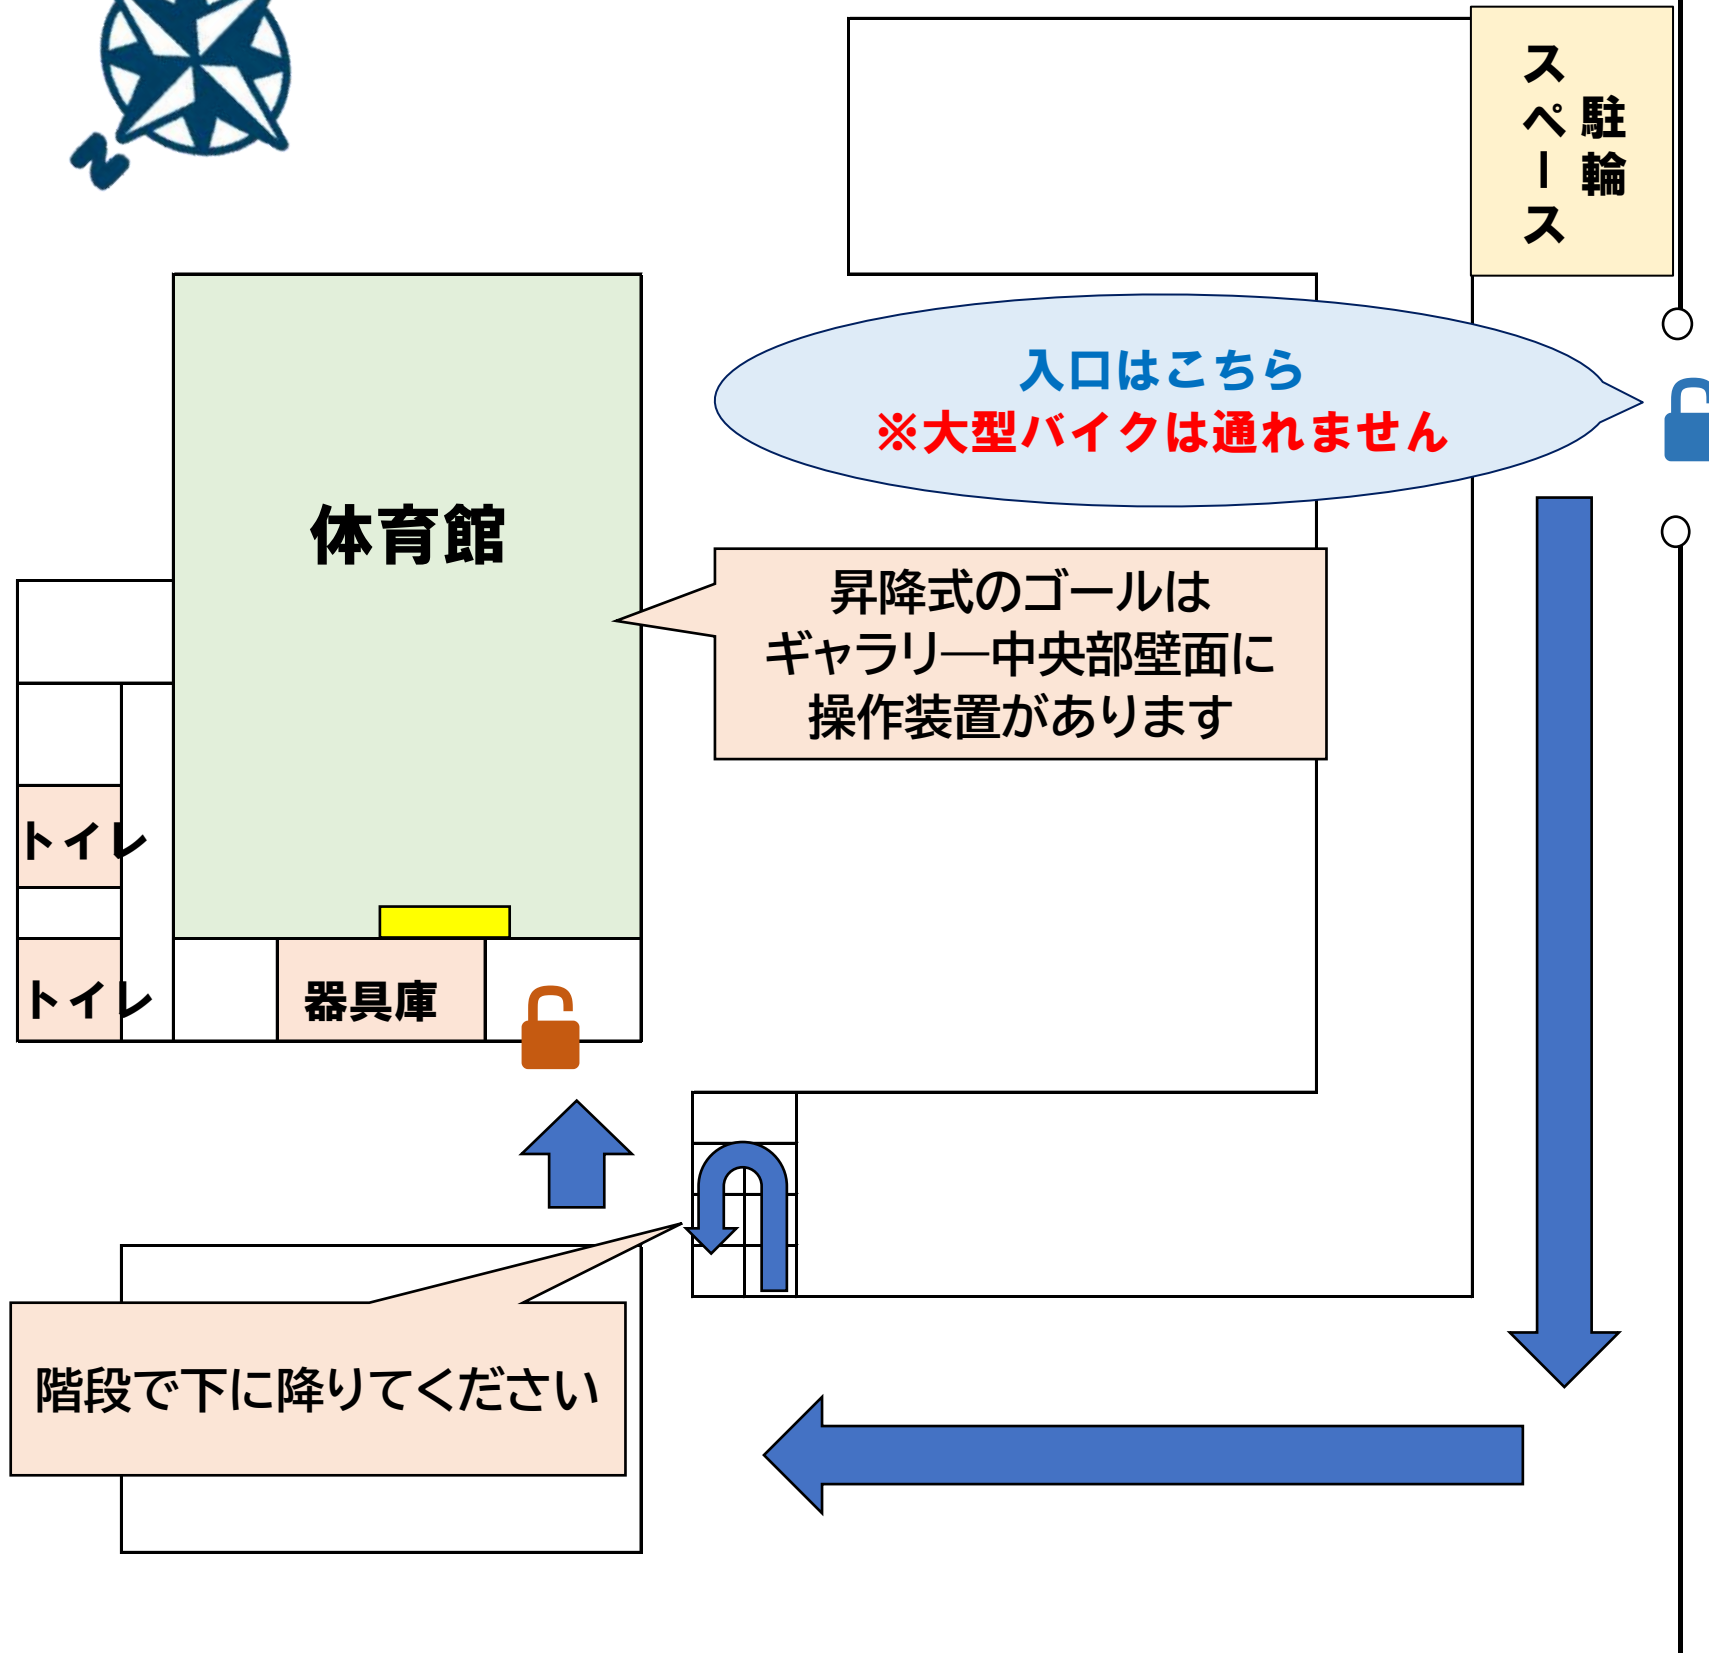 N
駐輪
スペース
入口はこちら
※大型バイクは通れません
体育館
昇降式のゴールは
ギャラリ―中央部壁面に
操作装置があります
トイレ
トイレ
器具庫
階段で下に降りてください